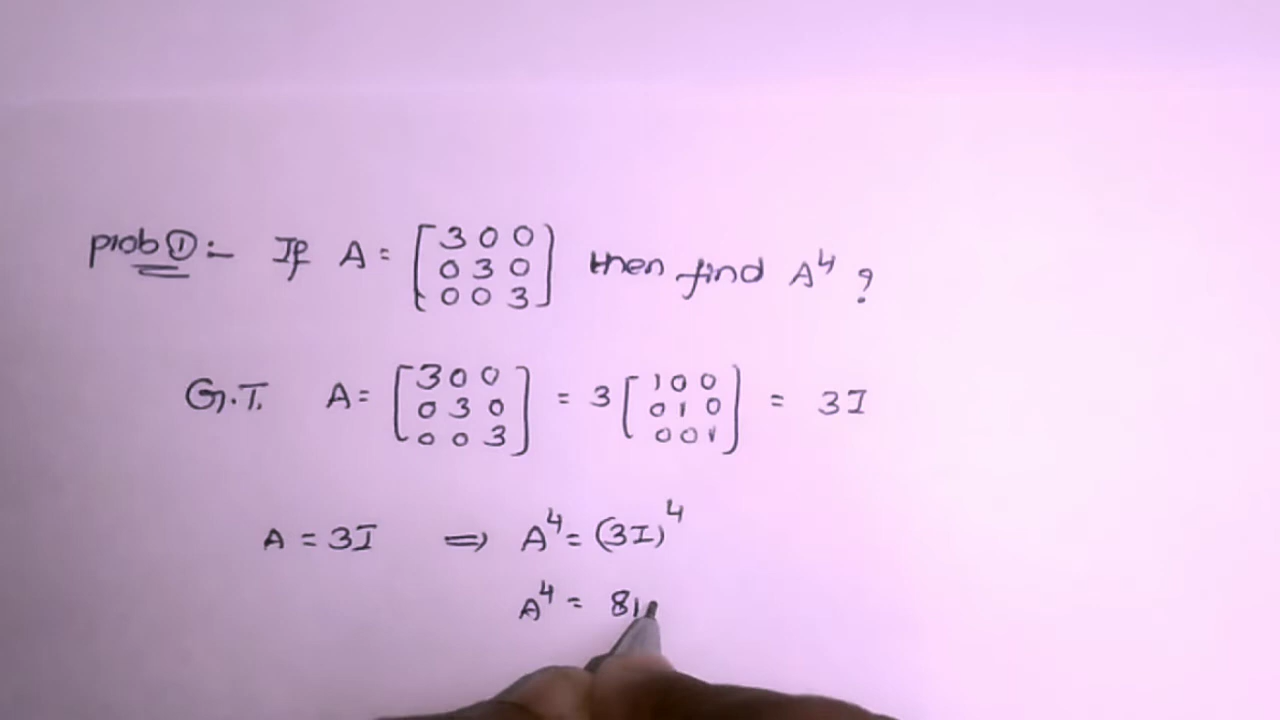 prob①:- If A = [3 0 0
0 3 0
0 0 3] then find A⁴ ?
G.T. A = [3 0 0
0 3 0
0 0 3] = 3 [1 0 0
0 1 0
0 0 1] = 3I
A = 3I ⟹ A⁴ = (3I)⁴
A⁴ = 81